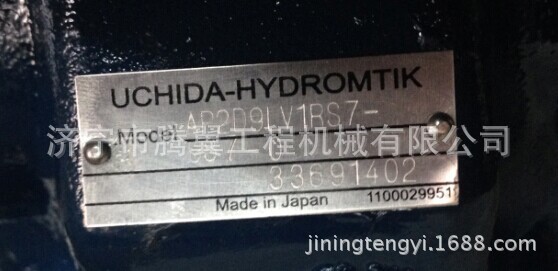 UCHIDA-HYDROMTIK
Model AP2D9LV1RS7-
济宁市腾翼工程机械有限公司
33691402
Made in Japan 1100029951
jiningtengyi.1688.com